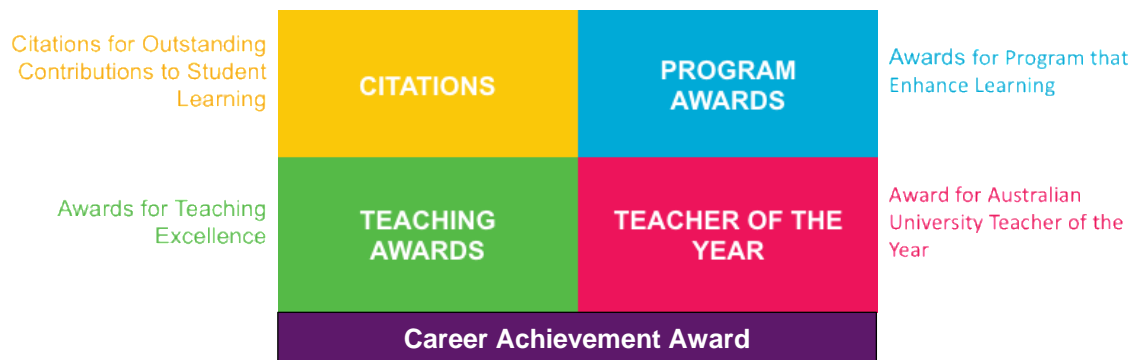 Citations for Outstanding
Contributions to Student
Learning
CITATIONS
PROGRAM
AWARDS
Awards for Program that
Enhance Learning
Awards for Teaching
Excellence
TEACHING
AWARDS
TEACHER OF THE
YEAR
Award for Australian
University Teacher of the
Year
Career Achievement Award